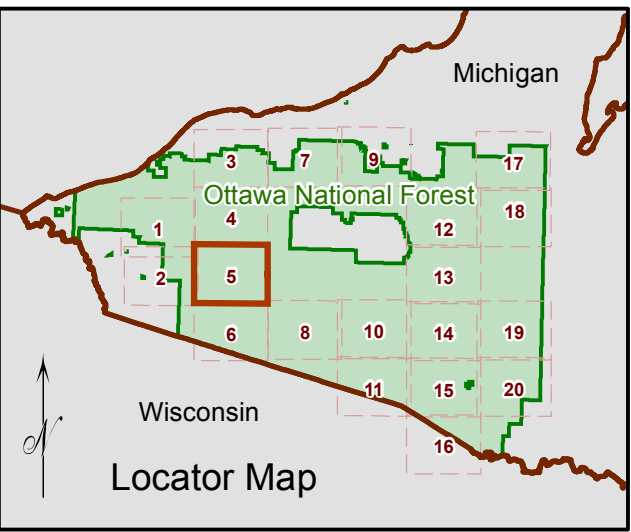 Michigan
3 7 9 17
Ottawa National Forest
18
4
1 12
2 5 13
6 8 10 14 19
11 15 20
Wisconsin
16
N
Locator Map